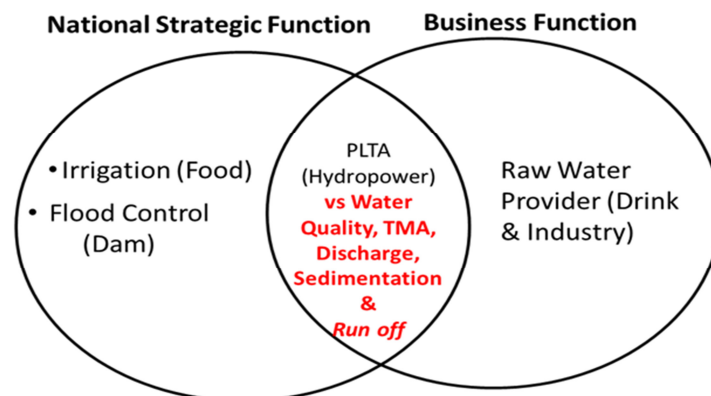 National Strategic Function
Business Function
• Irrigation (Food)
• Flood Control
(Dam)
PLTA
(Hydropower)
vs Water
Quality, TMA,
Discharge,
Sedimentation
&
Run off
Raw Water
Provider (Drink
& Industry)